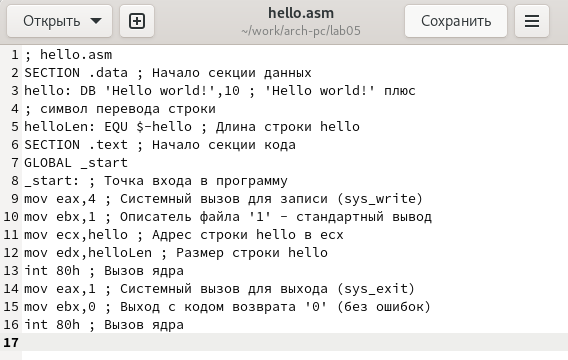 Открыть
hello.asm
~/work/arch-pc/lab05
Сохранить
1 ; hello.asm
2 SECTION .data ; Начало секции данных
3 hello: DB 'Hello world!',10 ; 'Hello world!' плюс
4 ; символ перевода строки
5 helloLen: EQU $-hello ; Длина строки hello
6 SECTION .text ; Начало секции кода
7 GLOBAL _start
8 _start: ; Точка входа в программу
9 mov eax,4 ; Системный вызов для записи (sys_write)
10 mov ebx,1 ; Описатель файла '1' - стандартный вывод
11 mov ecx,hello ; Адрес строки hello в ecx
12 mov edx,helloLen ; Размер строки hello
13 int 80h ; Вызов ядра
14 mov eax,1 ; Системный вызов для выхода (sys_exit)
15 mov ebx,0 ; Выход с кодом возврата '0' (без ошибок)
16 int 80h ; Вызов ядра
17